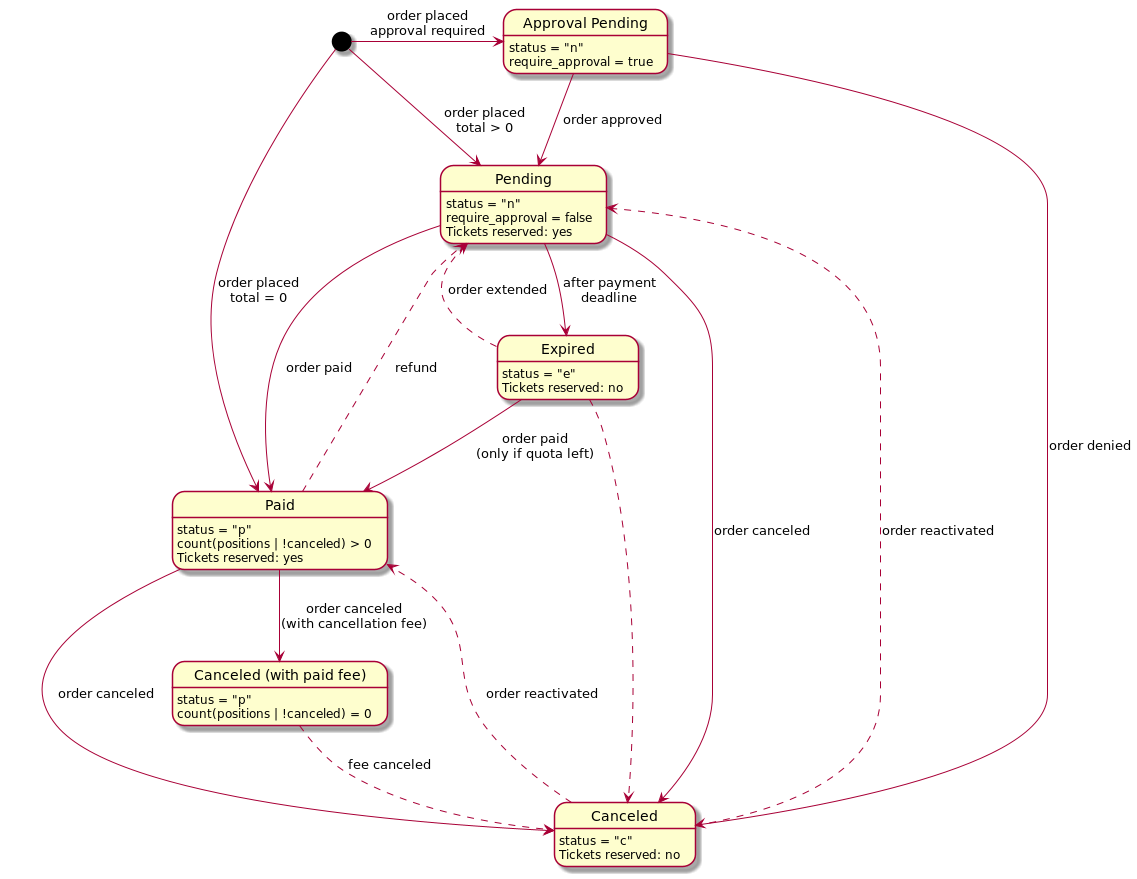 order placed
approval required
Approval Pending
status = "n"
require_approval = true
order placed
total > 0
order approved
Pending
status = "n"
require_approval = false
Tickets reserved: yes
order placed
total = 0
order extended
after payment
deadline
order paid
refund
Expired
status = "e"
Tickets reserved: no
order paid
(only if quota left)
order denied
Paid
status = "p"
count(positions | !canceled) > 0
Tickets reserved: yes
order canceled
order reactivated
order canceled
(with cancellation fee)
Canceled (with paid fee)
status = "p"
count(positions | !canceled) = 0
order canceled
order reactivated
fee canceled
Canceled
status = "c"
Tickets reserved: no